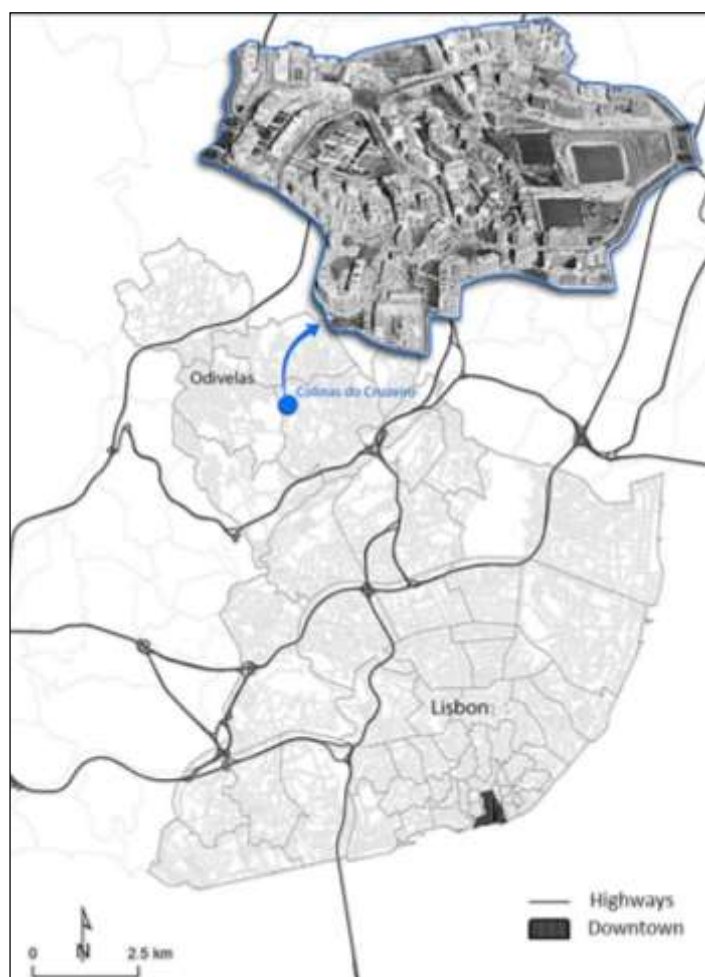 Odivelas
Colinas do Cruzeiro
Lisbon
Highways
Downtown
N
0 2.5 km